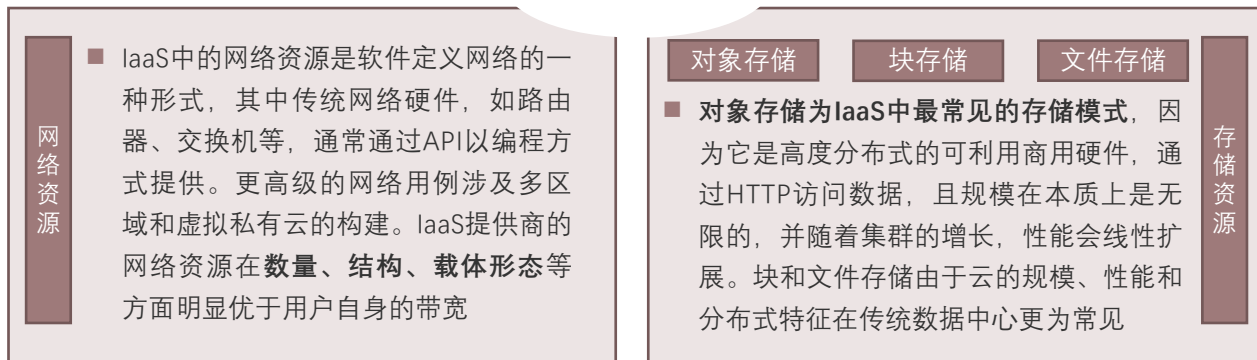 网络资源
■ IaaS中的网络资源是软件定义网络的一
种形式，其中传统网络硬件，如路由
器、交换机等，通常通过API以编程方
式提供。更高级的网络用例涉及多区
域和虚拟私有云的构建。IaaS提供商的
网络资源在数量、结构、载体形态等
方面明显优于用户自身的带宽
对象存储
块存储
文件存储
■ 对象存储为IaaS中最常见的存储模式，因
为它是高度分布式的可利用商用硬件，通
过HTTP访问数据，且规模在本质上是无
限的，并随着集群的增长，性能会线性扩
展。块和文件存储由于云的规模、性能和
分布式特征在传统数据中心更为常见
存储资源